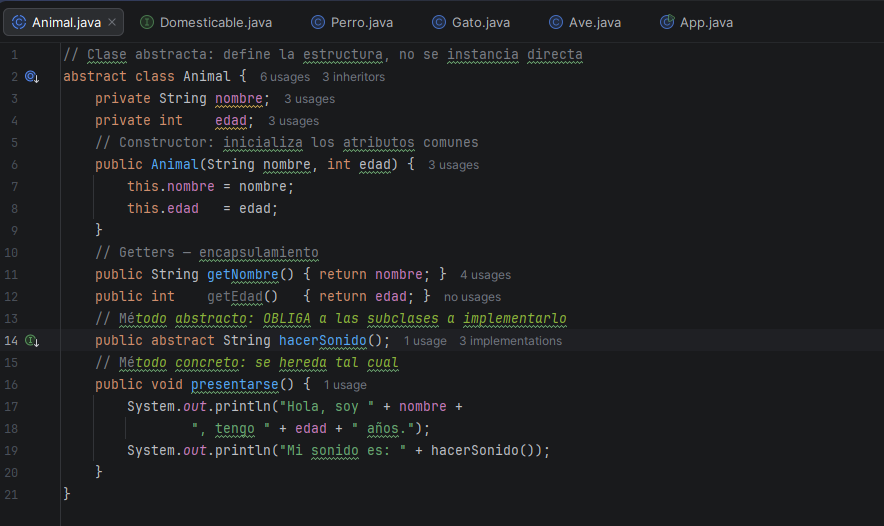 Animal.java
Domesticable.java
Perro.java
Gato.java
Ave.java
App.java
1 // Clase abstracta: define la estructura, no se instancia directa
2 abstract class Animal { 6 usages 3 inheritors
3 private String nombre; 3 usages
4 private int    edad; 3 usages
5 // Constructor: inicializa los atributos comunes
6 public Animal(String nombre, int edad) { 3 usages
7 this.nombre = nombre;
8 this.edad   = edad;
9 }
10 // Getters — encapsulamiento
11 public String getNombre() { return nombre; } 4 usages
12 public int    getEdad()   { return edad; } no usages
13 // Método abstracto: OBLIGA a las subclases a implementarlo
14 public abstract String hacerSonido(); 1 usage 3 implementations
15 // Método concreto: se hereda tal cual
16 public void presentarse() { 1 usage
17 System.out.println("Hola, soy " + nombre +
18 ", tengo " + edad + " años.");
19 System.out.println("Mi sonido es: " + hacerSonido());
20 }
21 }